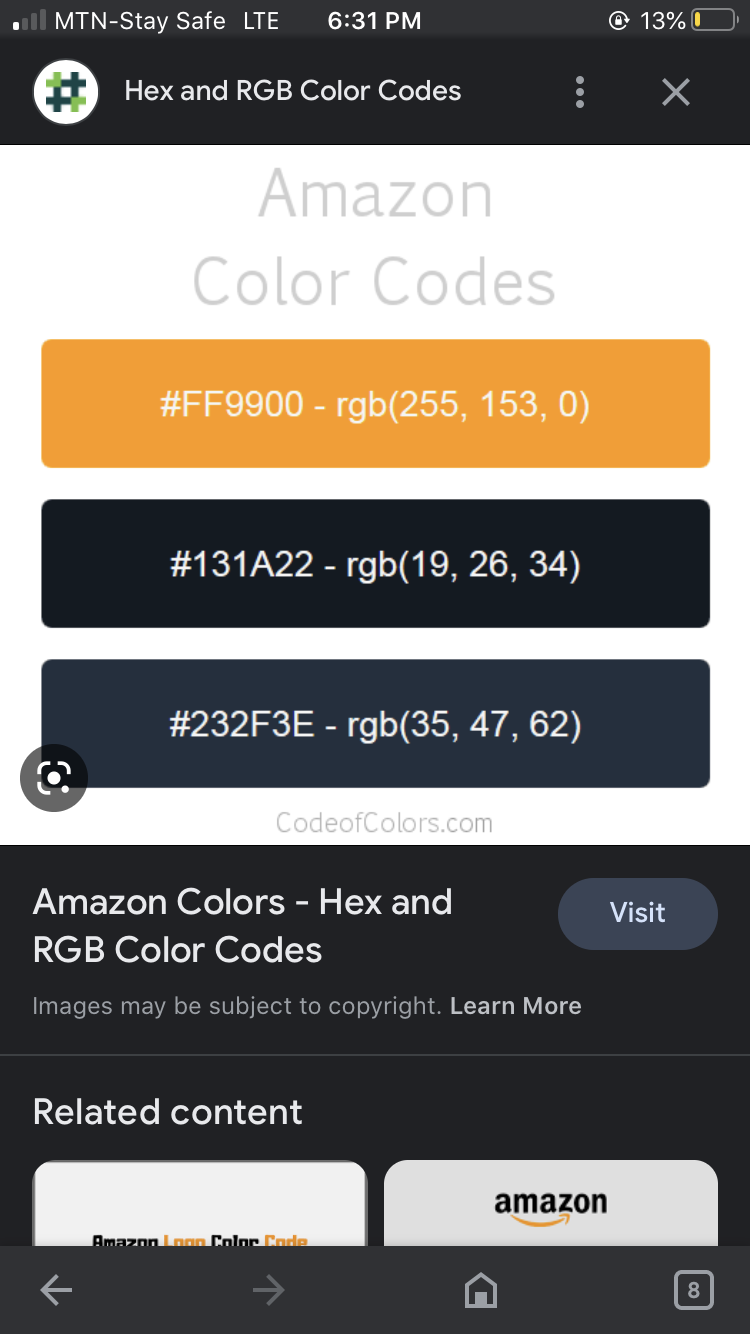 MTN-Stay Safe LTE 6:31 PM 13%
Hex and RGB Color Codes
Amazon
Color Codes
#FF9900 - rgb(255, 153, 0)
#131A22 - rgb(19, 26, 34)
#232F3E - rgb(35, 47, 62)
CodeofColors.com
Amazon Colors - Hex and
RGB Color Codes
Visit
Images may be subject to copyright. Learn More
Related content
Amazon Logo Color Code
amazon
8